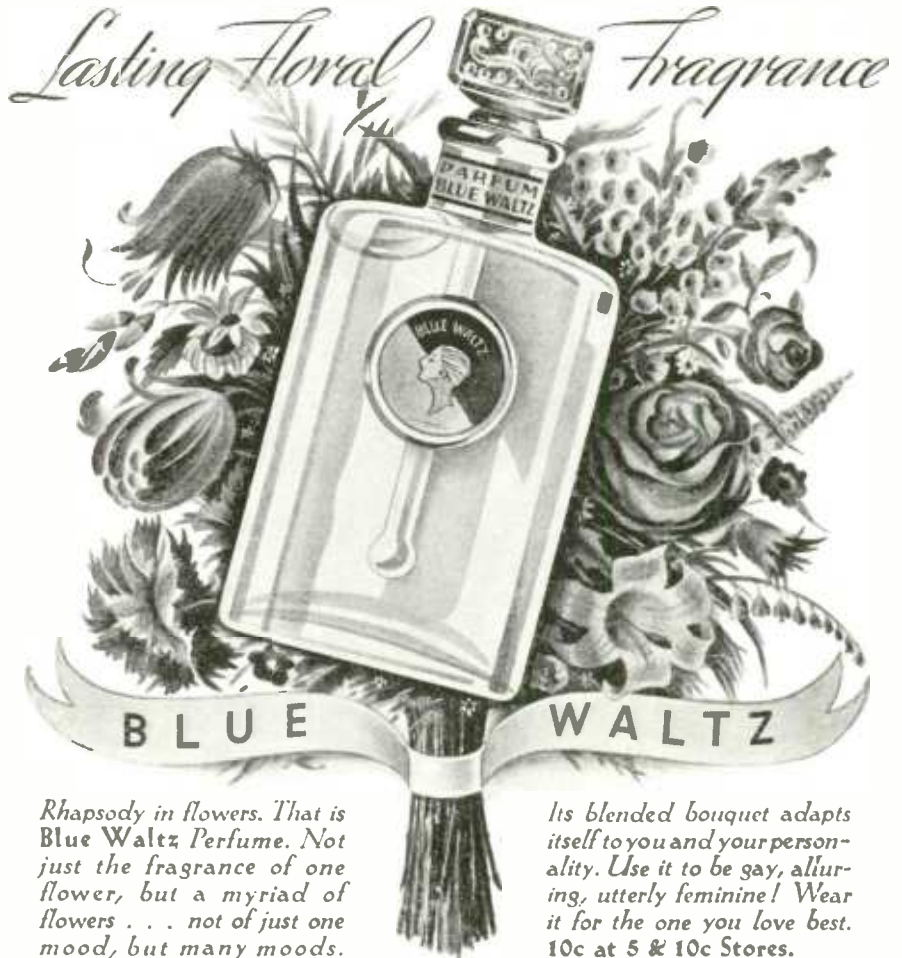 Lasting Floral Fragrance
PARFUM
BLUE WALTZ
BLUE WALTZ
BLUE WALTZ
Rhapsody in flowers. That is
Blue Waltz Perfume. Not
just the fragrance of one
flower, but a myriad of
flowers . . . not of just one
mood, but many moods.
Its blended bouquet adapts
itself to you and your person-
ality. Use it to be gay, allur-
ing, utterly feminine! Wear
it for the one you love best.
10c at 5 & 10c Stores.